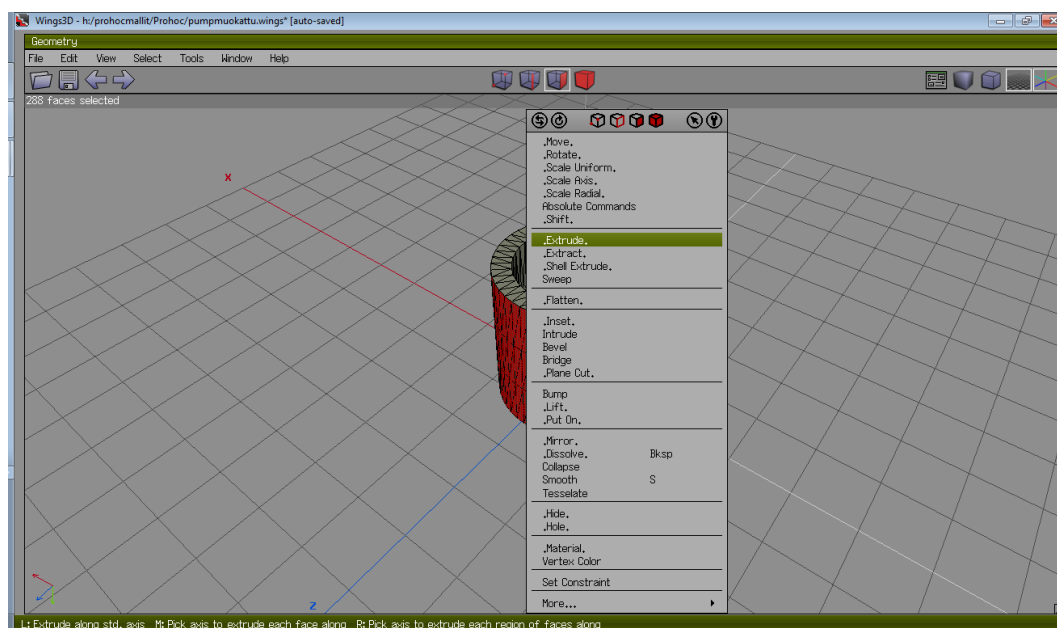 Wings3D - h:/prohocmallit/Prohoc/pumpmuokattu.wings* [auto-saved]
Geometry
File Edit View Select Tools Window Help
288 faces selected
.Move.
.Rotate.
.Scale Uniform.
.Scale Axis.
.Scale Radial.
Absolute Commands
.Shift.
.Extrude.
.Extract.
.Shell Extrude.
Sweep
.Flatten.
.Inset.
Intrude
Bevel
Bridge
.Plane Cut.
Bump
.Lift.
.Put On.
.Mirror.
.Dissolve. Bksp
Collapse
Smooth S
Tesselate
.Hide.
.Hole.
.Material.
Vertex Color
Set Constraint
More...
X
Z
L: Extrude along std. axis M: Pick axis to extrude each face along R: Pick axis to extrude each region of faces along